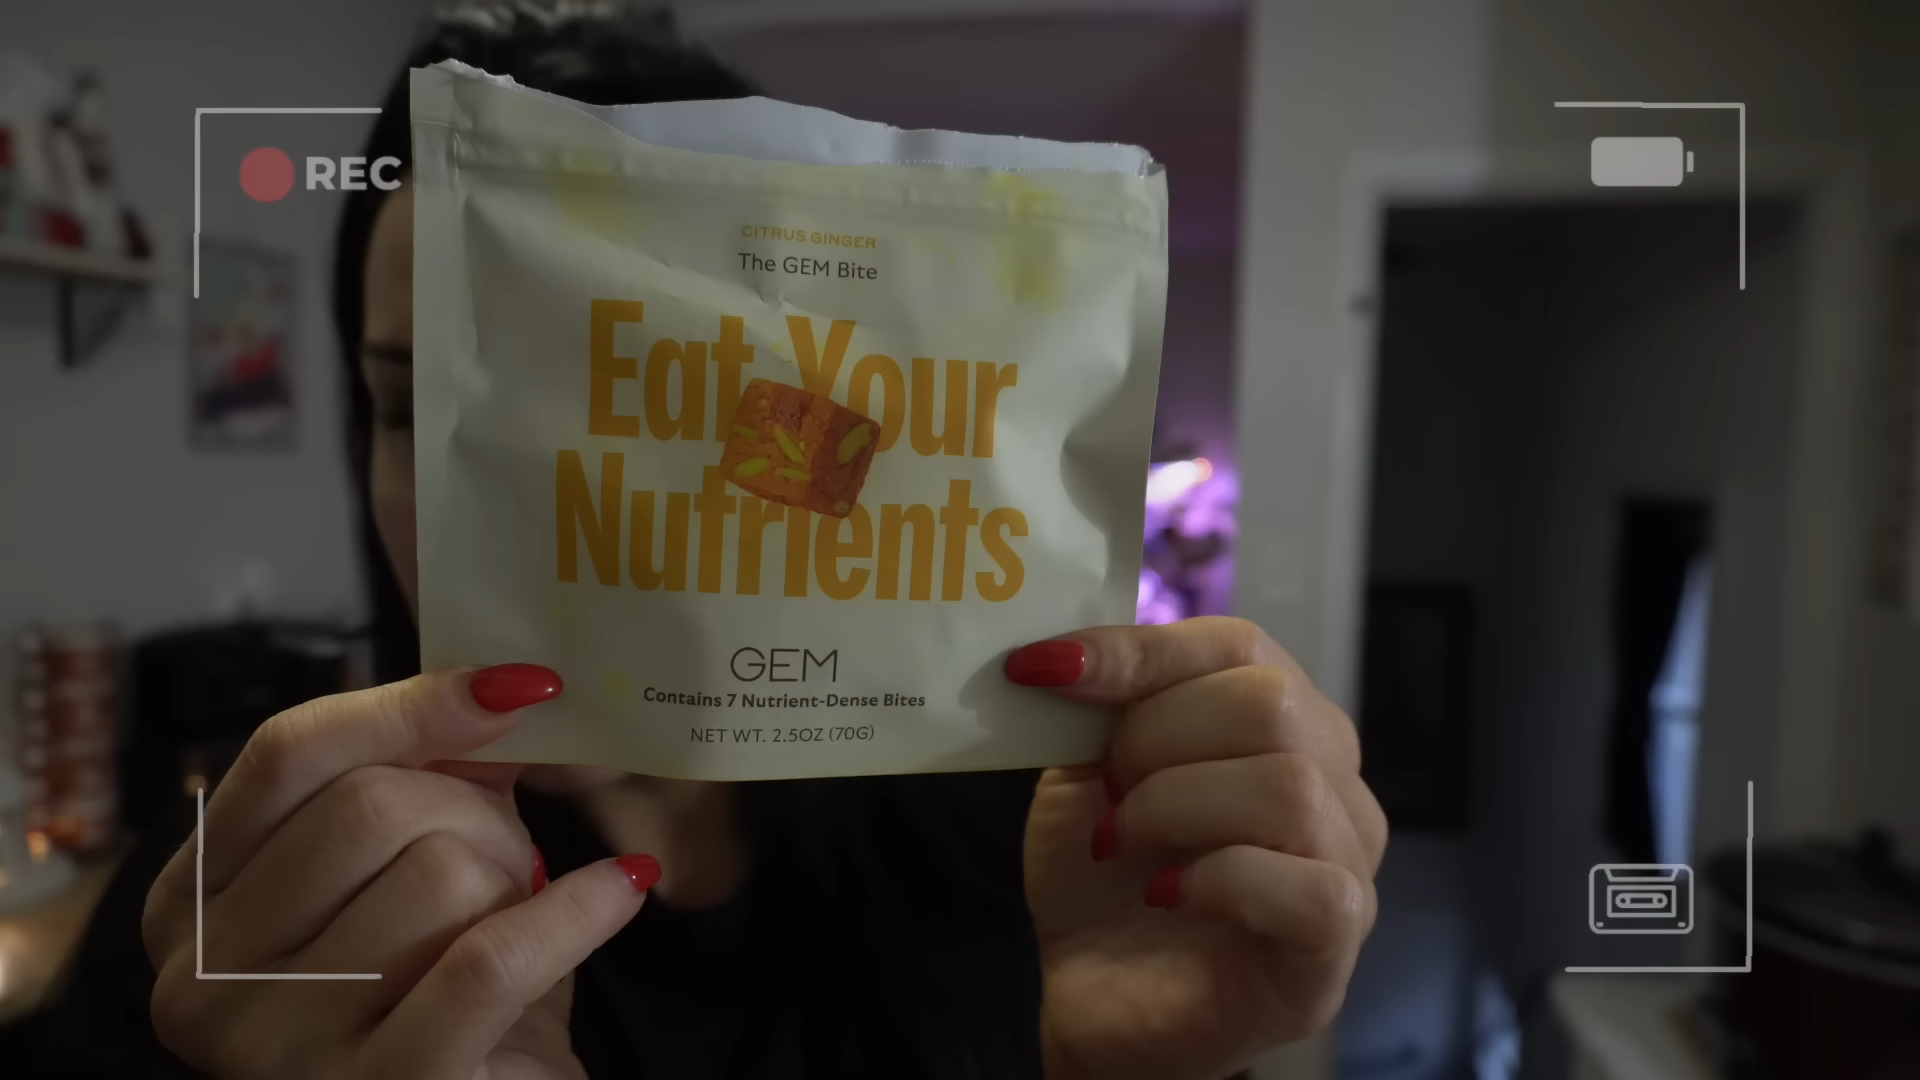 REC
CITRUS GINGER
The GEM Bite
Eat Your
Nutrients
GEM
Contains 7 Nutrient-Dense Bites
NET WT. 2.5OZ (70G)